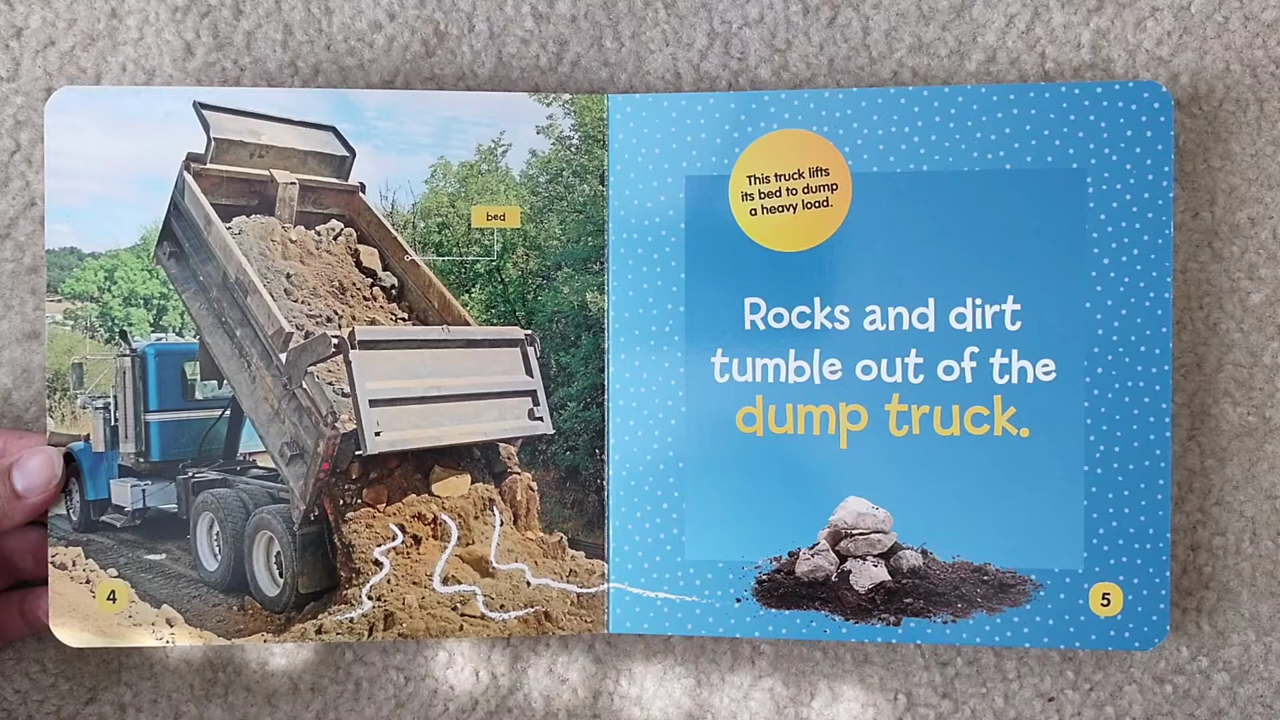 bed
4
This truck lifts
its bed to dump
a heavy load.
Rocks and dirt
tumble out of the
dump truck.
5